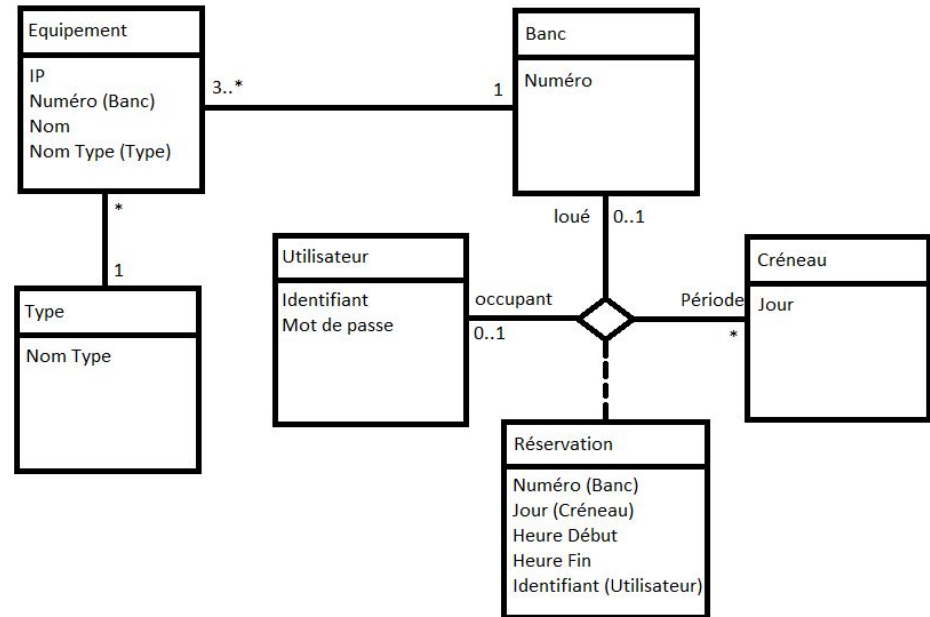 Equipement
IP
Numéro (Banc)
Nom
Nom Type (Type)
3..*
1
Banc
Numéro
*
1
Type
Nom Type
loué
0..1
Utilisateur
Identifiant
Mot de passe
occupant
0..1
Période
*
Créneau
Jour
Réservation
Numéro (Banc)
Jour (Créneau)
Heure Début
Heure Fin
Identifiant (Utilisateur)